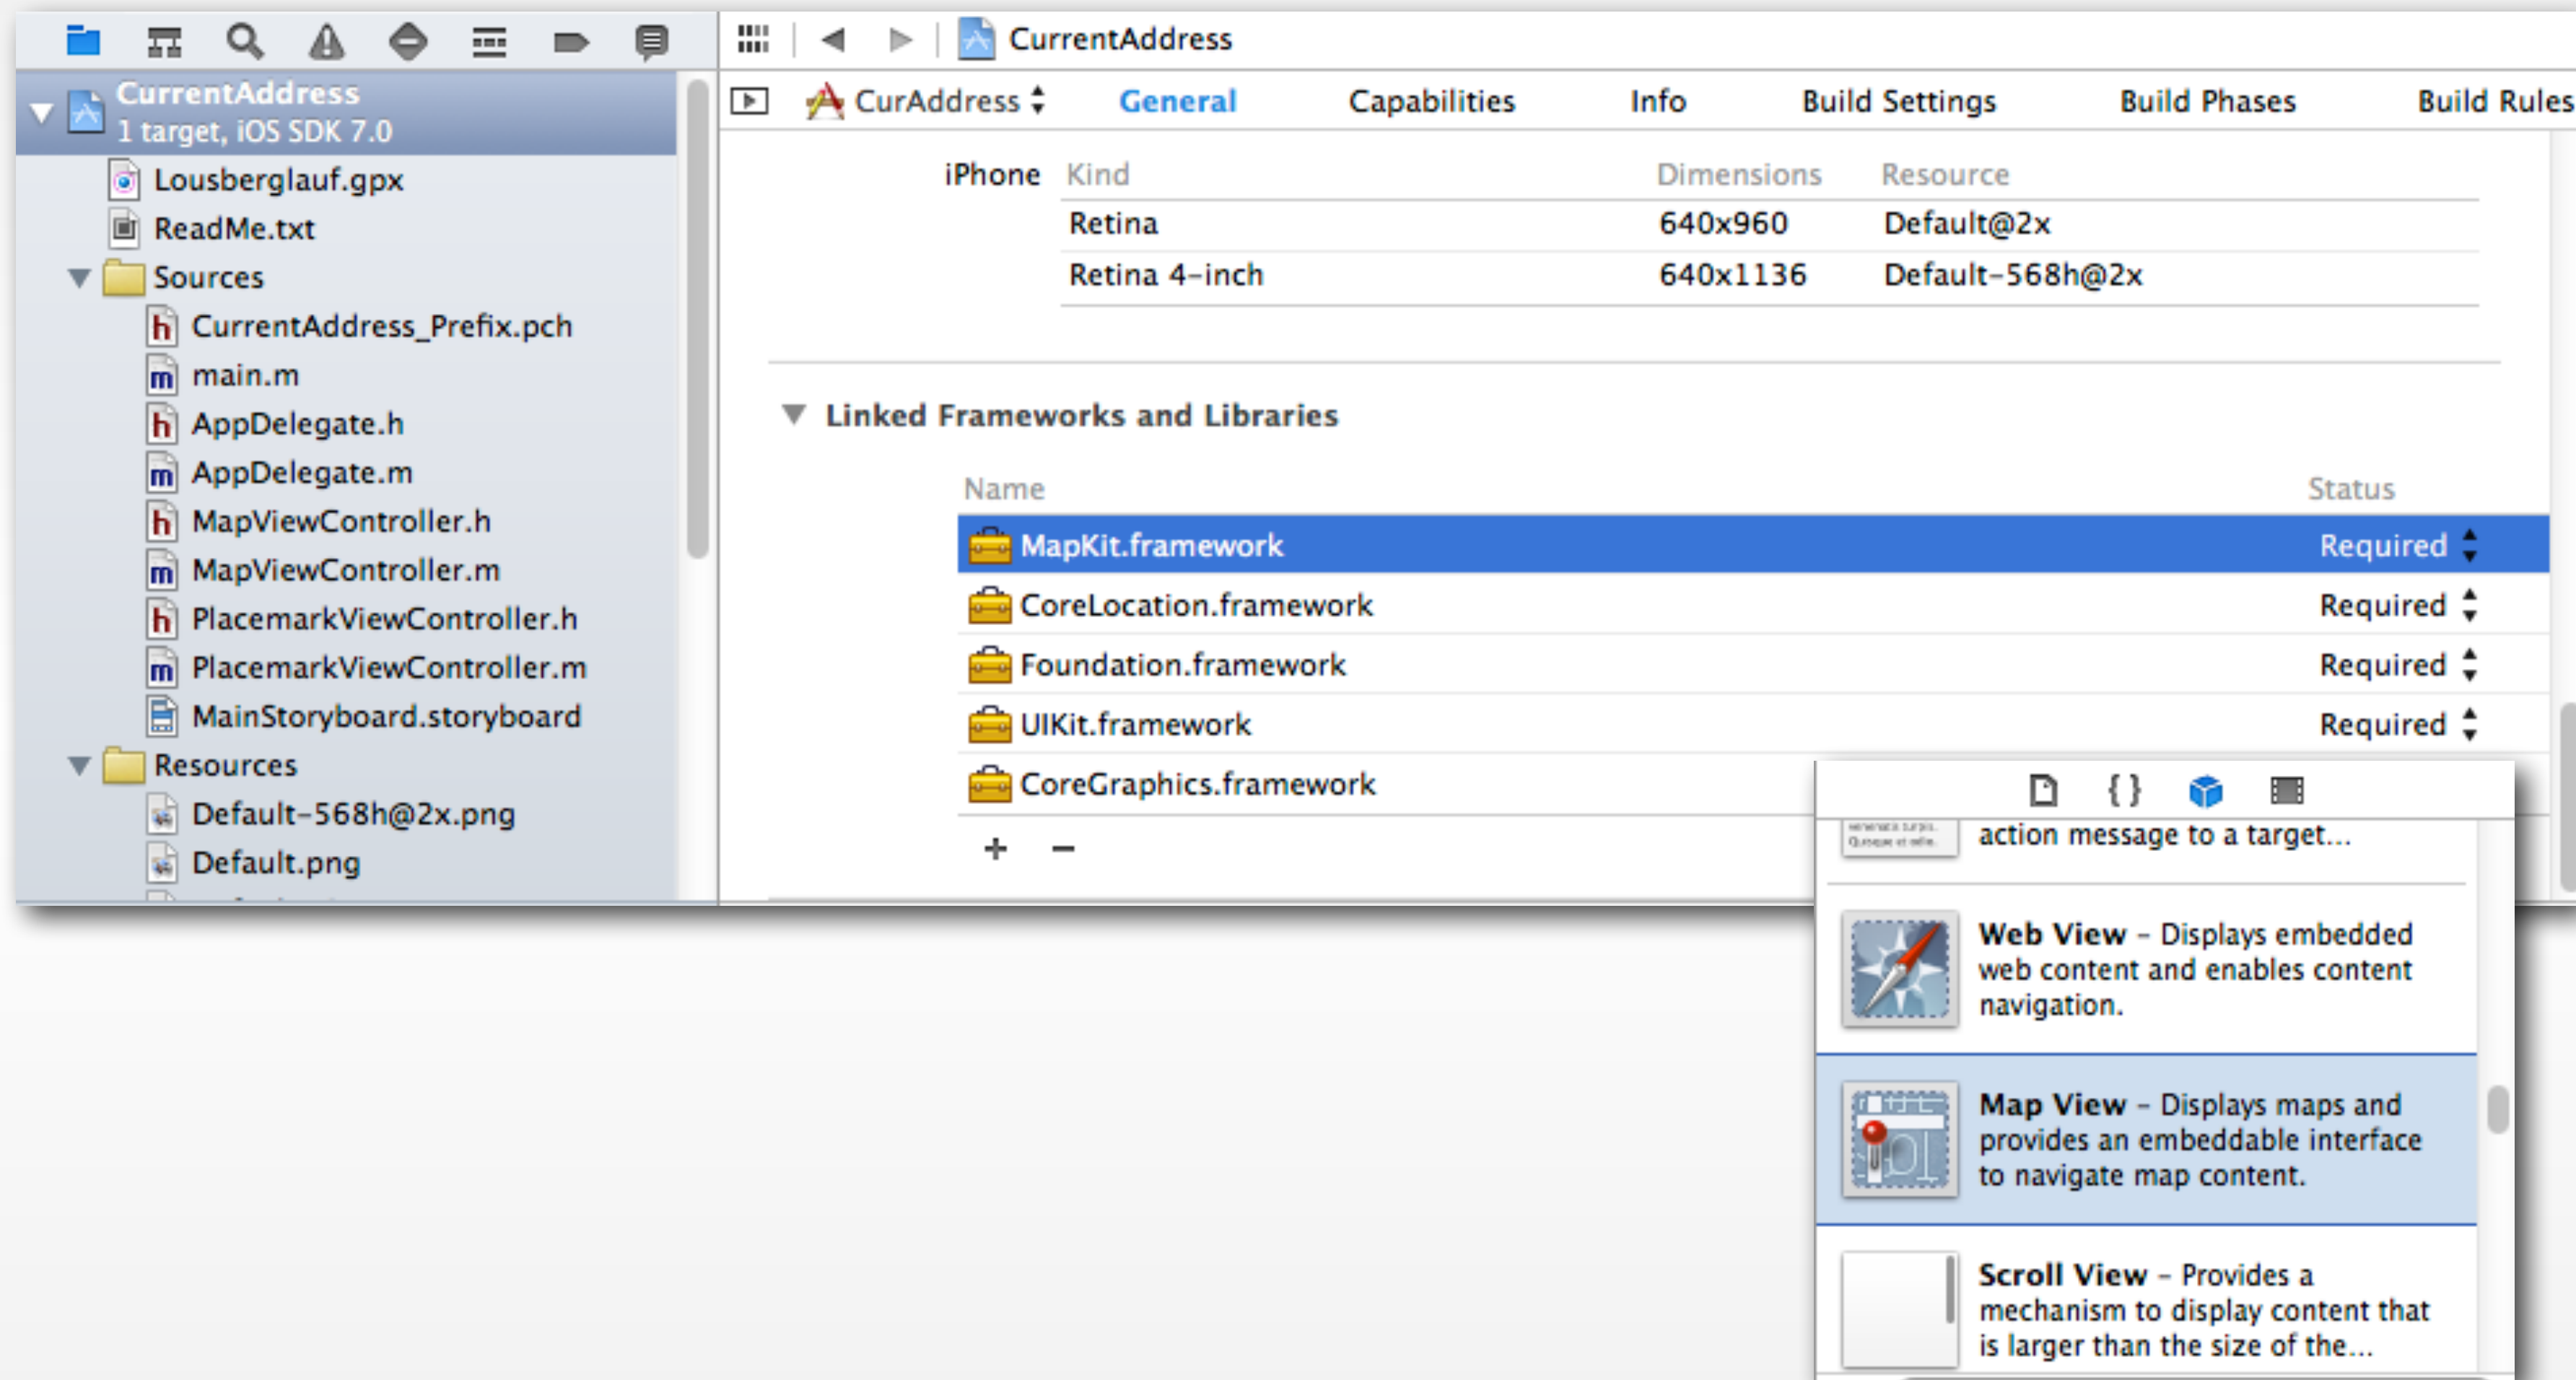 CurrentAddress
CurrentAddress
1 target, iOS SDK 7.0
Lousberglauf.gpx
ReadMe.txt
Sources
h CurrentAddress_Prefix.pch
m main.m
h AppDelegate.h
m AppDelegate.m
h MapViewController.h
m MapViewController.m
h PlacemarkViewController.h
m PlacemarkViewController.m
MainStoryboard.storyboard
Resources
Default-568h@2x.png
Default.png
CurAddress General Capabilities Info Build Settings Build Phases Build Rules
iPhone Kind Dimensions Resource
Retina 640x960 Default@2x
Retina 4-inch 640x1136 Default-568h@2x
Linked Frameworks and Libraries
Name Status
MapKit.framework Required
CoreLocation.framework Required
Foundation.framework Required
UIKit.framework Required
CoreGraphics.framework
+ −
{ }
action message to a target...
Web View – Displays embedded
web content and enables content
navigation.
Map View – Displays maps and
provides an embeddable interface
to navigate map content.
Scroll View – Provides a
mechanism to display content that
is larger than the size of the...